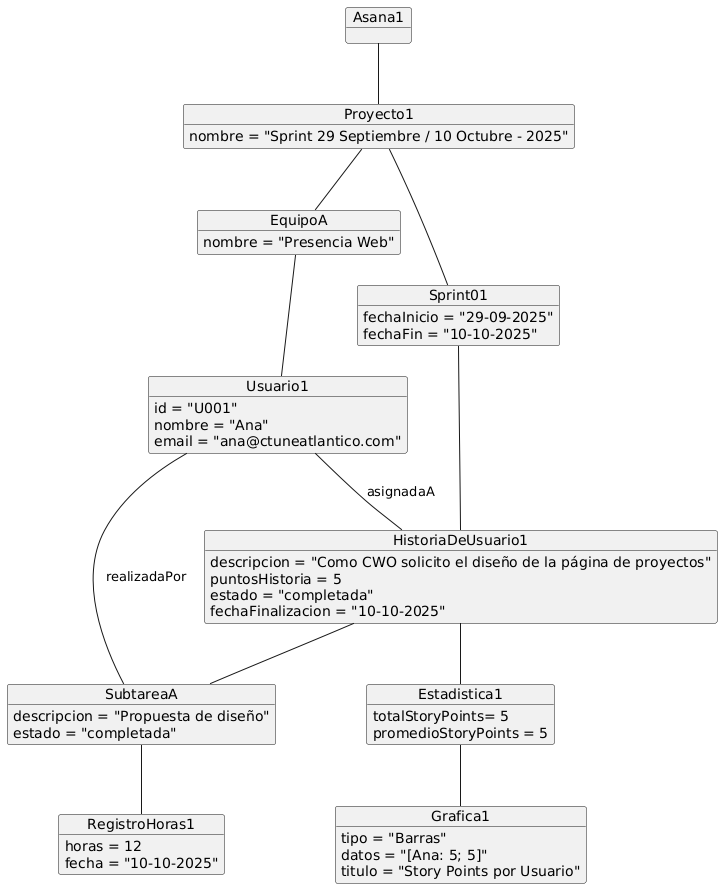 Asana1
Proyecto1
nombre = "Sprint 29 Septiembre / 10 Octubre - 2025"
EquipoA
nombre = "Presencia Web"
Sprint01
fechaInicio = "29-09-2025"
fechaFin = "10-10-2025"
Usuario1
id = "U001"
nombre = "Ana"
email = "ana@ctuneatlantico.com"
asignadaA
HistoriaDeUsuario1
descripcion = "Como CWO solicito el diseño de la página de proyectos"
puntosHistoria = 5
estado = "completada"
fechaFinalizacion = "10-10-2025"
realizadaPor
SubtareaA
descripcion = "Propuesta de diseño"
estado = "completada"
Estadistica1
totalStoryPoints= 5
promedioStoryPoints = 5
RegistroHoras1
horas = 12
fecha = "10-10-2025"
Grafica1
tipo = "Barras"
datos = "[Ana: 5; 5]"
titulo = "Story Points por Usuario"